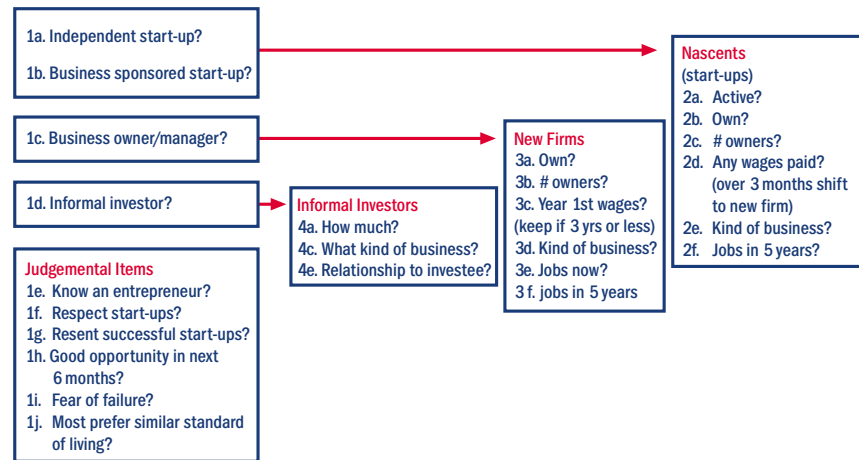 1a. Independent start-up?
1b. Business sponsored start-up?
1c. Business owner/manager?
1d. Informal investor?
Judgemental Items
1e. Know an entrepreneur?
1f. Respect start-ups?
1g. Resent successful start-ups?
1h. Good opportunity in next
6 months?
1i. Fear of failure?
1j. Most prefer similar standard
of living?
Informal Investors
4a. How much?
4c. What kind of business?
4e. Relationship to investee?
New Firms
3a. Own?
3b. # owners?
3c. Year 1st wages?
(keep if 3 yrs or less)
3d. Kind of business?
3e. Jobs now?
3 f. jobs in 5 years
Nascents
(start-ups)
2a. Active?
2b. Own?
2c. # owners?
2d. Any wages paid?
(over 3 months shift
to new firm)
2e. Kind of business?
2f. Jobs in 5 years?